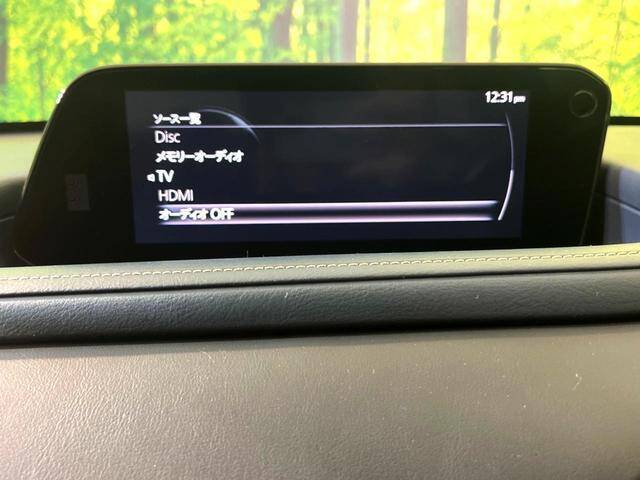 12:31pm
ソース一覧
Disc
メモリーオーディオ
TV
HDMI
オーディオ OFF